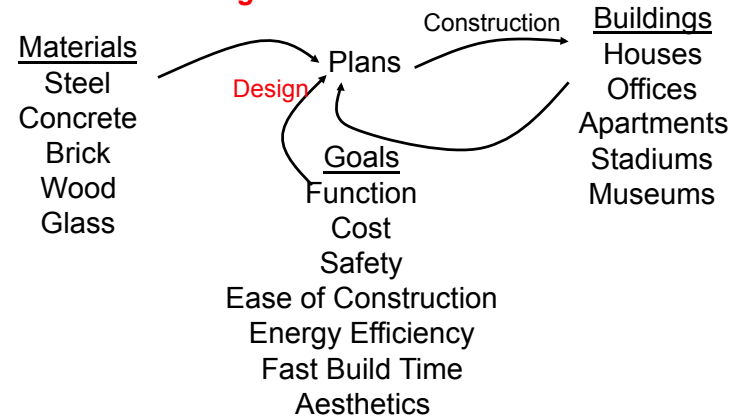 Materials
Steel
Concrete
Brick
Wood
Glass
Design
Plans
Construction
Goals
Function
Cost
Safety
Ease of Construction
Energy Efficiency
Fast Build Time
Aesthetics
Buildings
Houses
Offices
Apartments
Stadiums
Museums